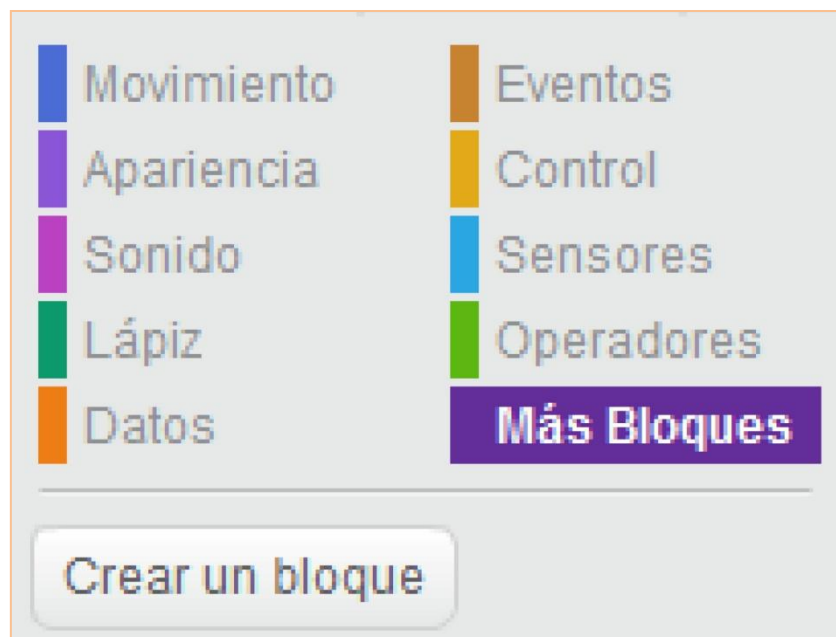 Movimiento
Eventos
Apariencia
Control
Sonido
Sensores
Lápiz
Operadores
Datos
Más Bloques
Crear un bloque